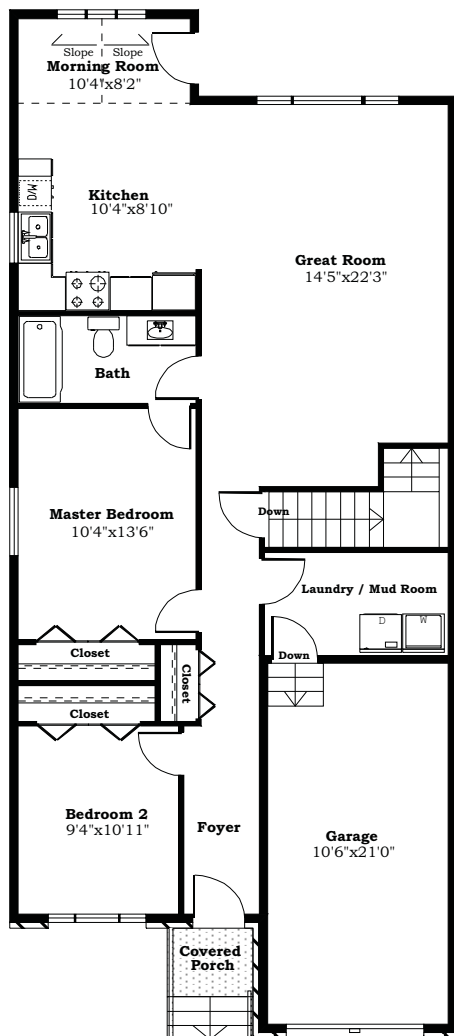 Slope Slope
Morning Room
10'4"x8'2"
D/W
Kitchen
10'4"x8'10"
Great Room
14'5"x22'3"
Bath
Master Bedroom
10'4"x13'6"
Down
Laundry / Mud Room
D W
Down
Closet
Closet
Closet
Bedroom 2
9'4"x10'11"
Foyer
Garage
10'6"x21'0"
Covered
Porch